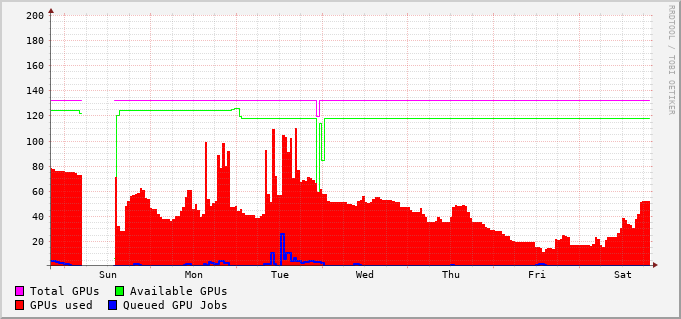 200
180
160
140
120
100
80
60
40
20
Sun Mon Tue Wed Thu Fri Sat
Total GPUs Available GPUs
GPUs used Queued GPU Jobs
RRDTOOL / TOBI OETIKER